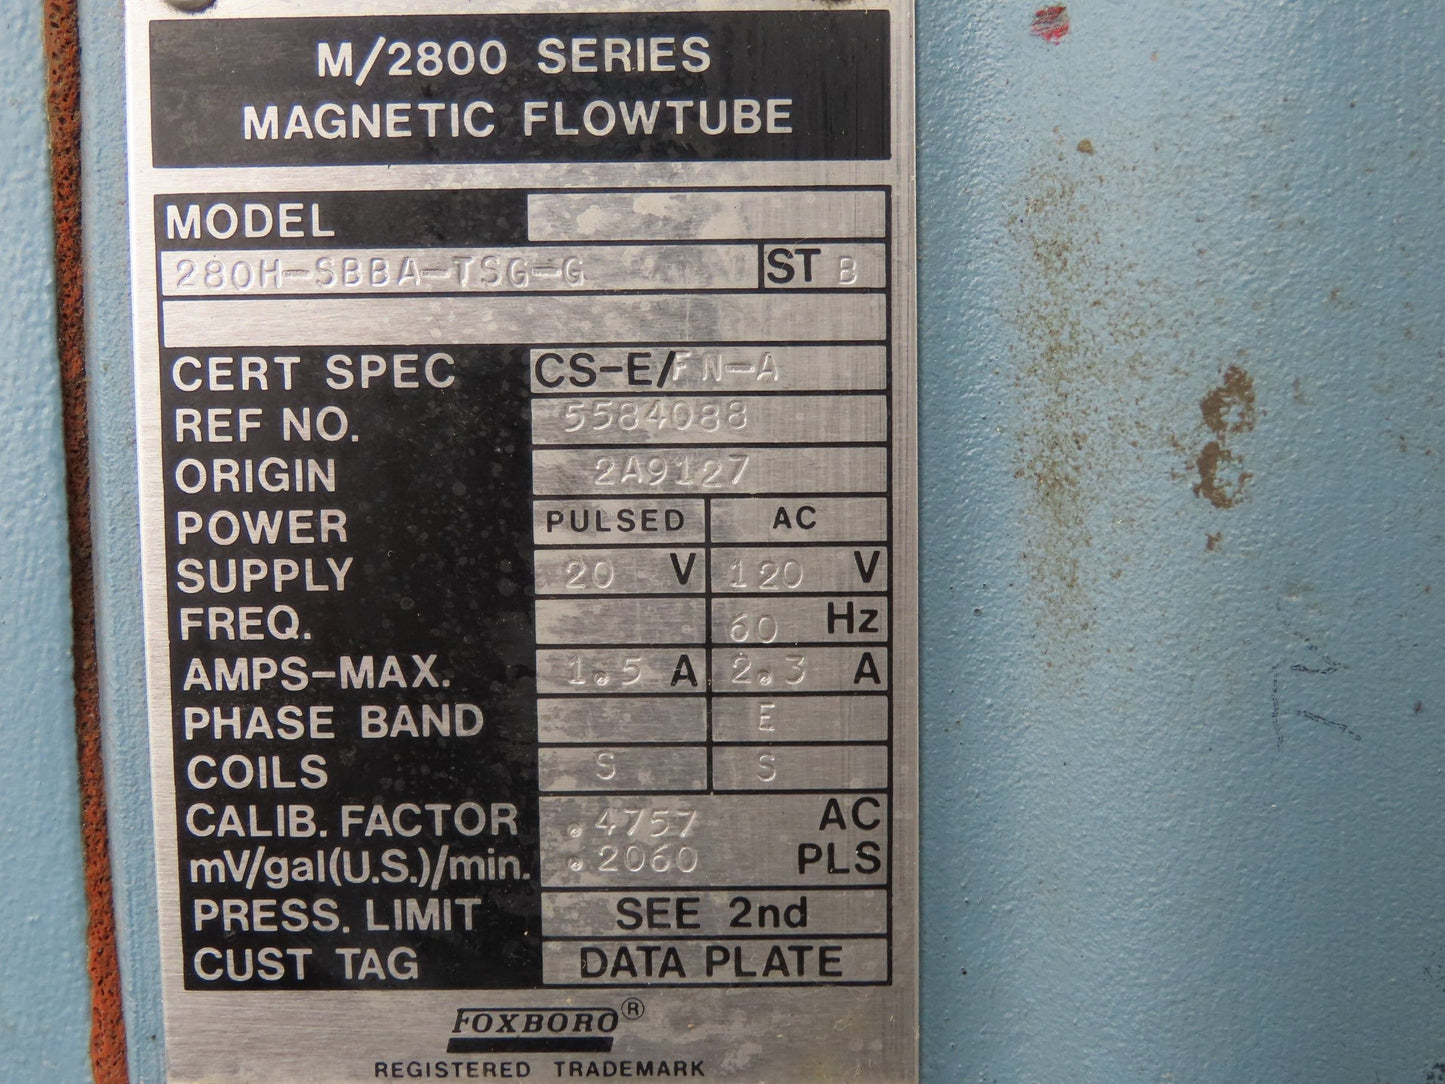 M/2800 SERIES
MAGNETIC FLOWTUBE
MODEL
280H-SBBA-TSG-G ST B
CERT SPEC CS-E/FN-A
REF NO. 5584088
ORIGIN 2A9127
POWER PULSED AC
SUPPLY 20 V 120 V
FREQ. 60 Hz
AMPS-MAX. 1.5 A 2.3 A
PHASE BAND E
COILS S S
CALIB. FACTOR .4757 AC
mV/gal(U.S.)/min. .2060 PLS
PRESS. LIMIT SEE 2nd
CUST TAG DATA PLATE
FOXBORO®
REGISTERED TRADEMARK